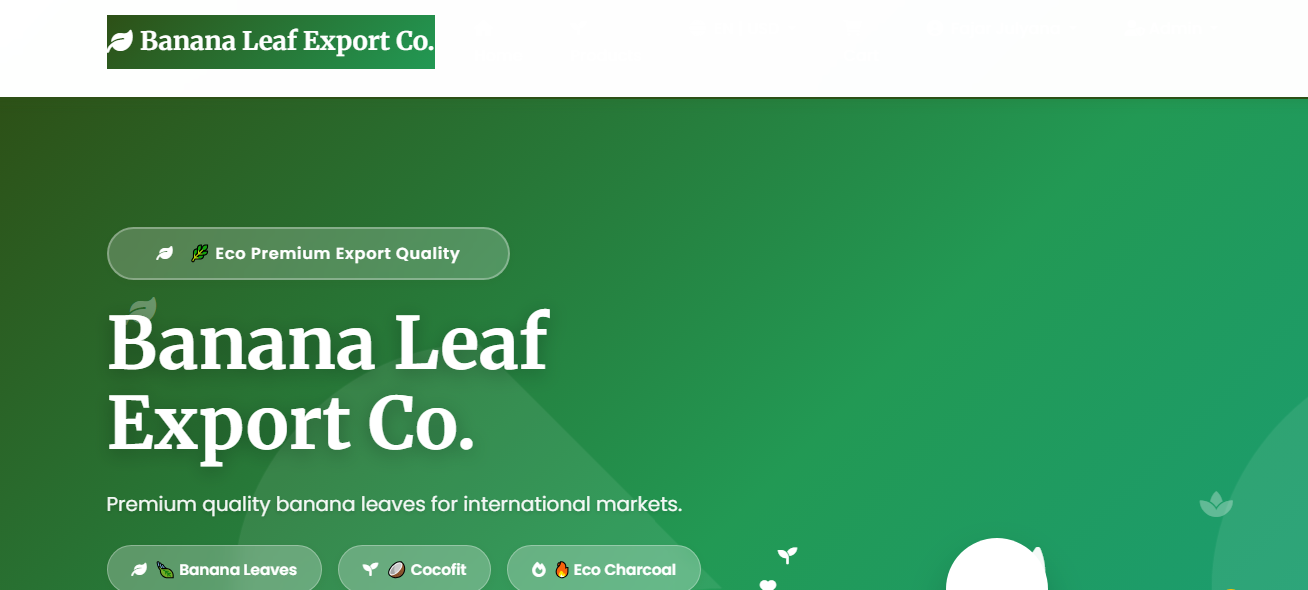 Banana Leaf Export Co.
Eco Premium Export Quality
Banana Leaf
Export Co.
Premium quality banana leaves for international markets.
Banana Leaves
Cocofit
Eco Charcoal